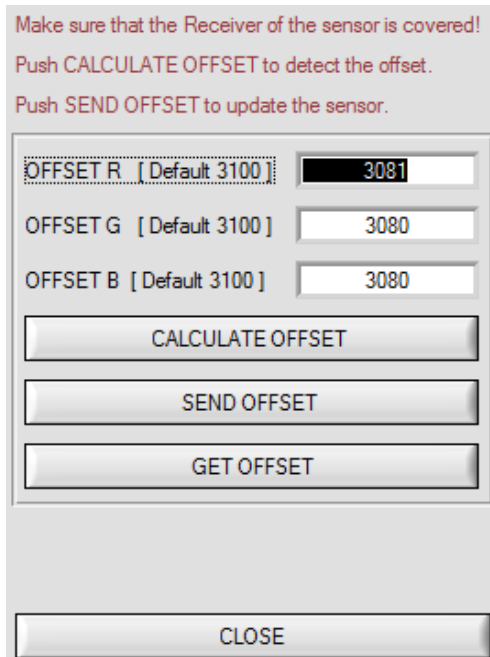 Make sure that the Receiver of the sensor is covered!
Push CALCULATE OFFSET to detect the offset.
Push SEND OFFSET to update the sensor.
OFFSET R [ Default 3100 ] 3081
OFFSET G [ Default 3100 ] 3080
OFFSET B [ Default 3100 ] 3080
CALCULATE OFFSET
SEND OFFSET
GET OFFSET
CLOSE